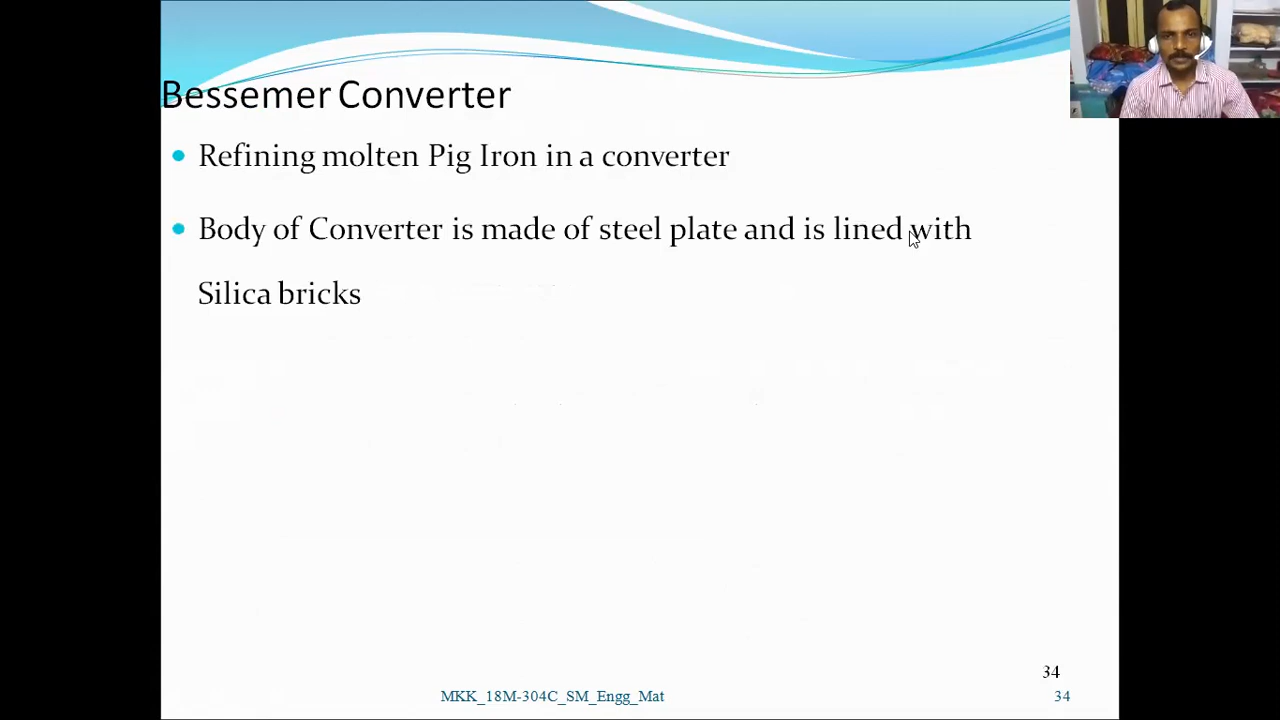 Bessemer Converter
• Refining molten Pig Iron in a converter
• Body of Converter is made of steel plate and is lined with
Silica bricks
34
MKK_18M-304C_SM_Engg_Mat 34